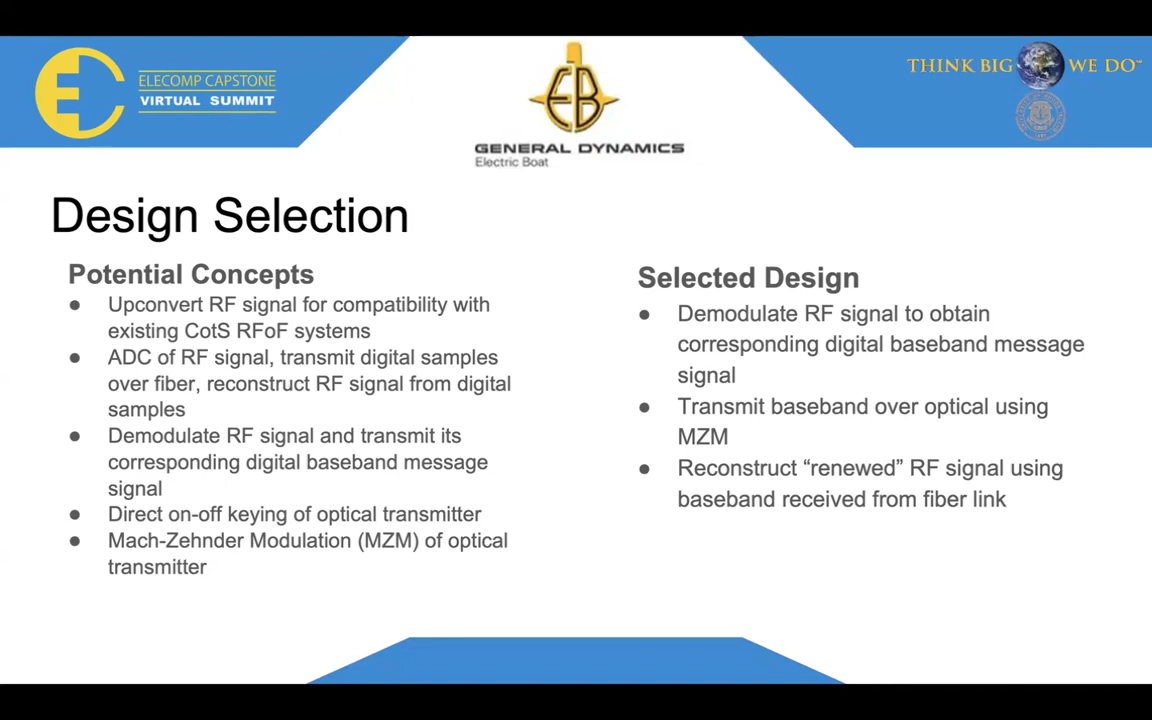 ELECOMP CAPSTONE
VIRTUAL SUMMIT
EB
GENERAL DYNAMICS
Electric Boat
THINK BIG WE DO™
Design Selection
Potential Concepts
● Upconvert RF signal for compatibility with
existing CotS RFoF systems
● ADC of RF signal, transmit digital samples
over fiber, reconstruct RF signal from digital
samples
● Demodulate RF signal and transmit its
corresponding digital baseband message
signal
● Direct on-off keying of optical transmitter
● Mach-Zehnder Modulation (MZM) of optical
transmitter
Selected Design
● Demodulate RF signal to obtain
corresponding digital baseband message
signal
● Transmit baseband over optical using
MZM
● Reconstruct “renewed” RF signal using
baseband received from fiber link